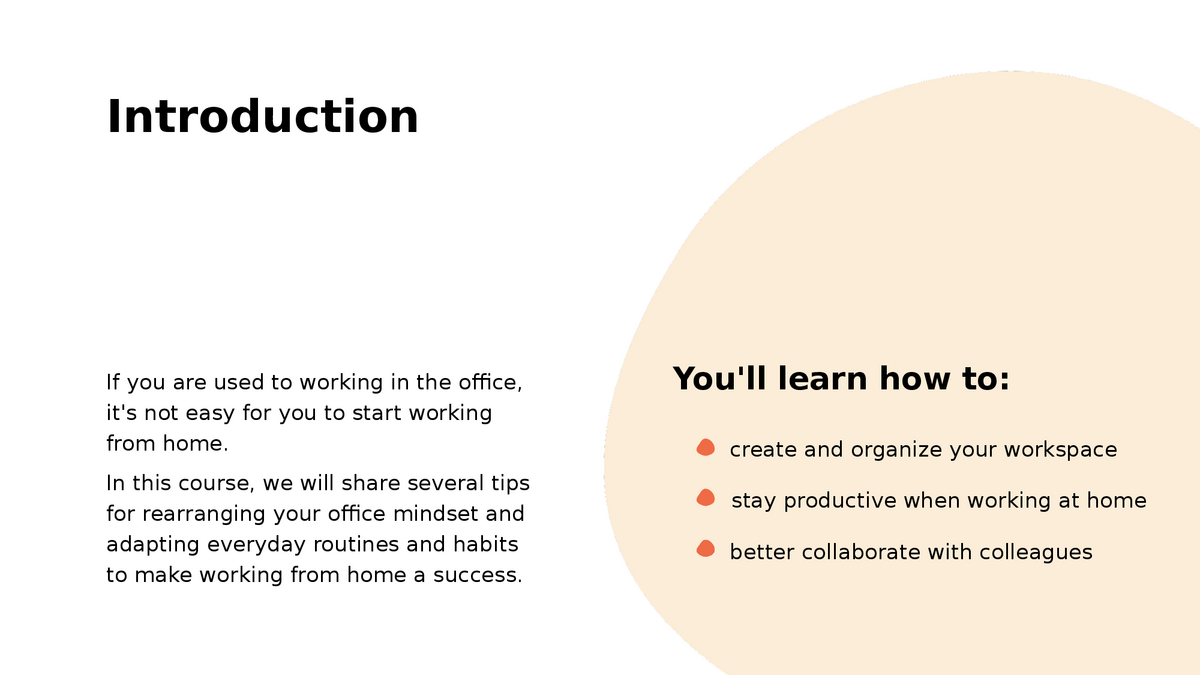 Introduction
If you are used to working in the office,
it's not easy for you to start working
from home.
In this course, we will share several tips
for rearranging your office mindset and
adapting everyday routines and habits
to make working from home a success.
You'll learn how to:
create and organize your workspace
stay productive when working at home
better collaborate with colleagues